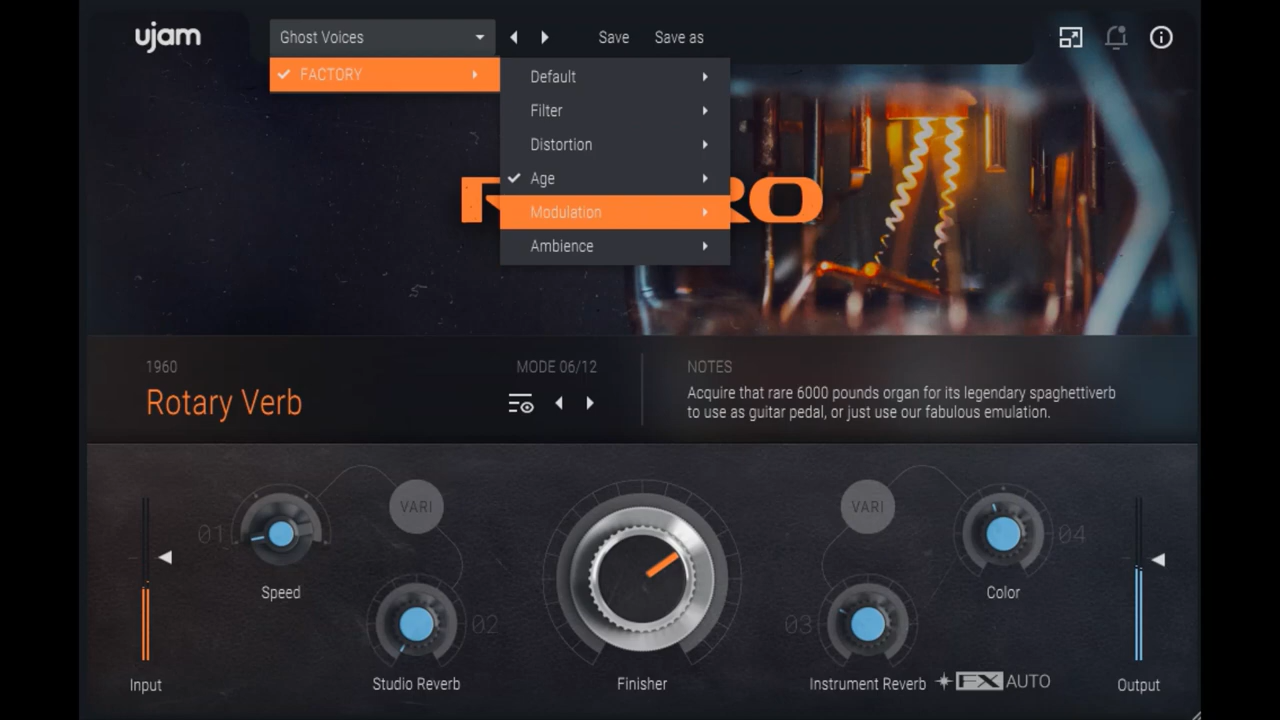 ujam
Ghost Voices
Save
Save as
FACTORY
Default
Filter
Distortion
Age
Modulation
Ambience
1960
Rotary Verb
MODE 06/12
NOTES
Acquire that rare 6000 pounds organ for its legendary spaghettiverb
to use as guitar pedal, or just use our fabulous emulation.
01
VARI
VARI
04
Speed
Color
02
03
Input
Studio Reverb
Finisher
Instrument Reverb
FX AUTO
Output